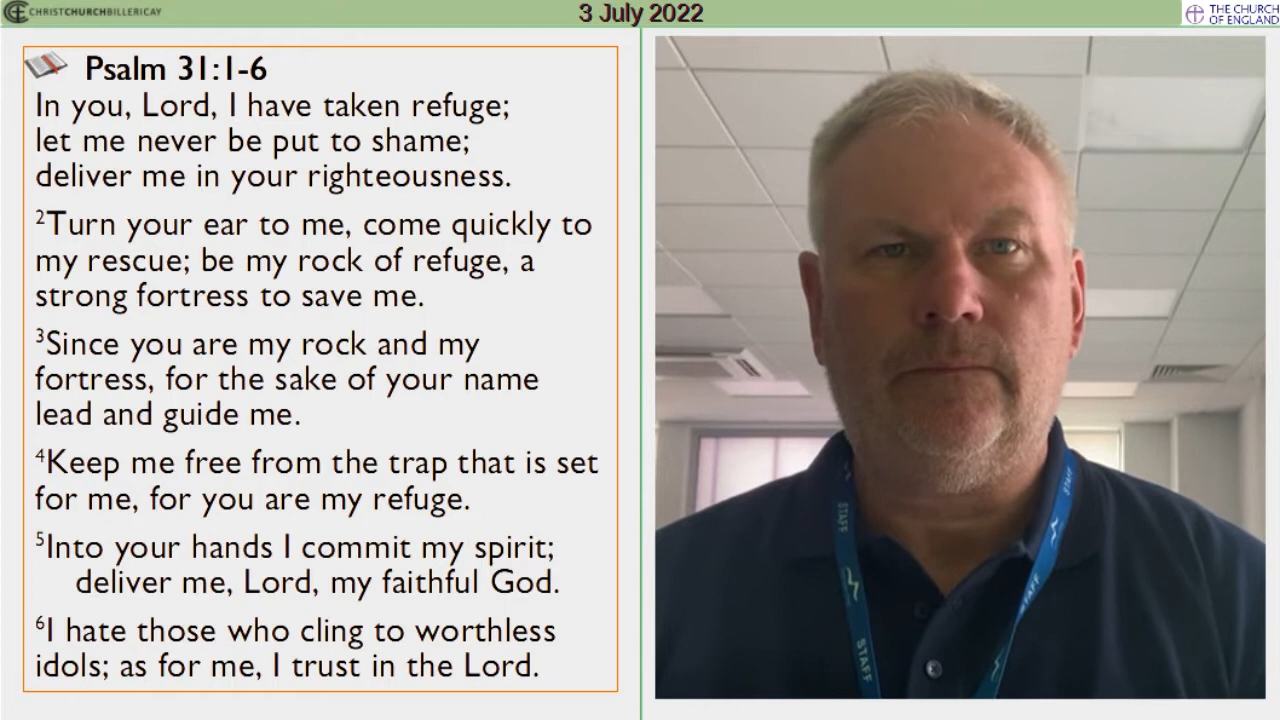 CHRISTCHURCHBILLERICAY
3 July 2022
THE CHURCH
OF ENGLAND
Psalm 31:1-6
In you, Lord, I have taken refuge;
let me never be put to shame;
deliver me in your righteousness.
2Turn your ear to me, come quickly to
my rescue; be my rock of refuge, a
strong fortress to save me.
3Since you are my rock and my
fortress, for the sake of your name
lead and guide me.
4Keep me free from the trap that is set
for me, for you are my refuge.
5Into your hands I commit my spirit;
deliver me, Lord, my faithful God.
6I hate those who cling to worthless
idols; as for me, I trust in the Lord.
STAFF
STAFF
STAFF
STAFF